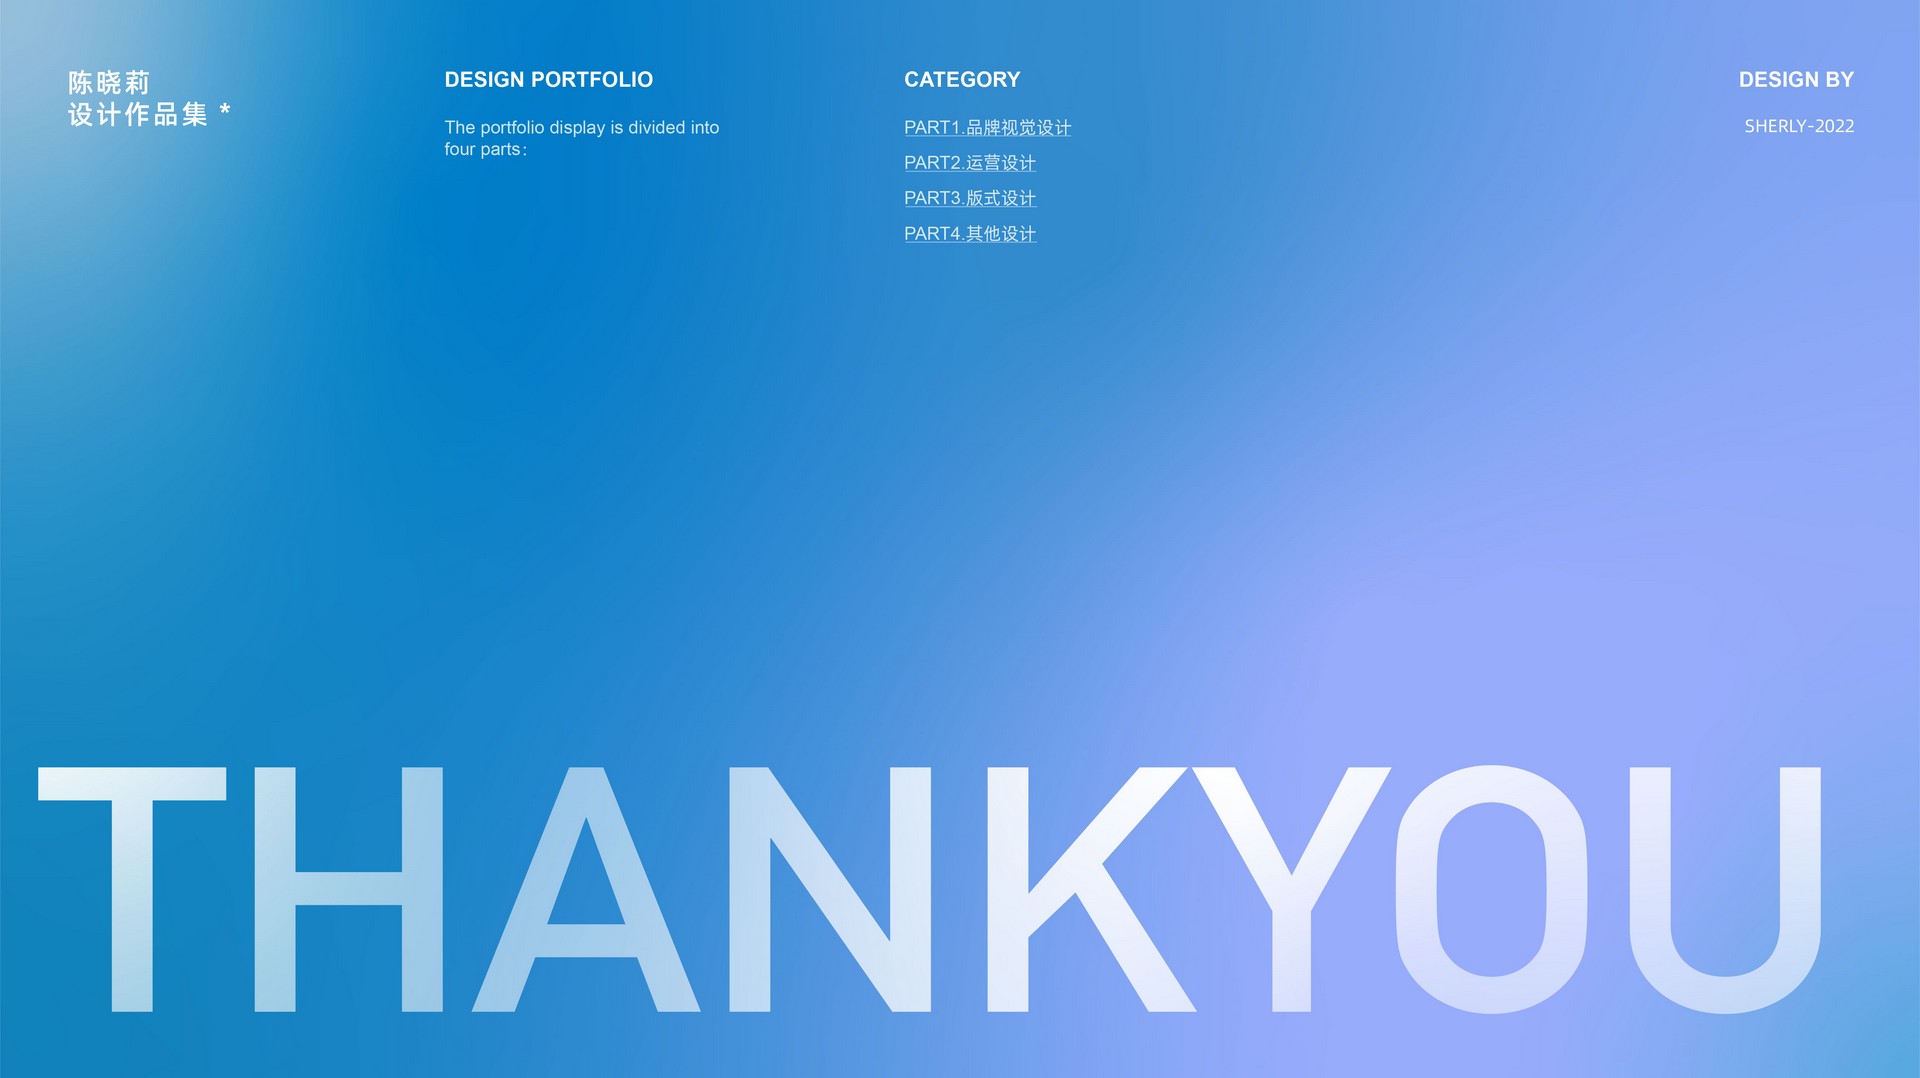 陈晓莉
设计作品集 *
DESIGN PORTFOLIO
The portfolio display is divided into
four parts：
CATEGORY
PART1.品牌视觉设计
PART2.运营设计
PART3.版式设计
PART4.其他设计
DESIGN BY
SHERLY-2022
THANKYOU